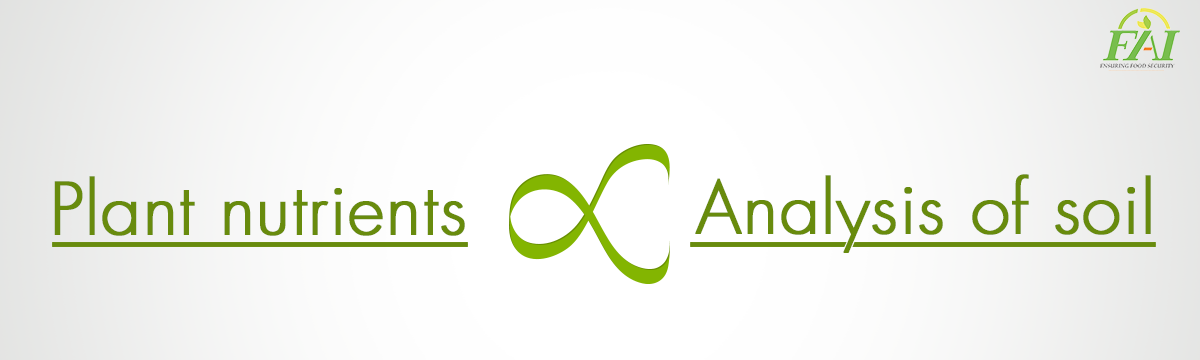 FAI
ENSURING FOOD SECURITY
Plant nutrients ∝ Analysis of soil